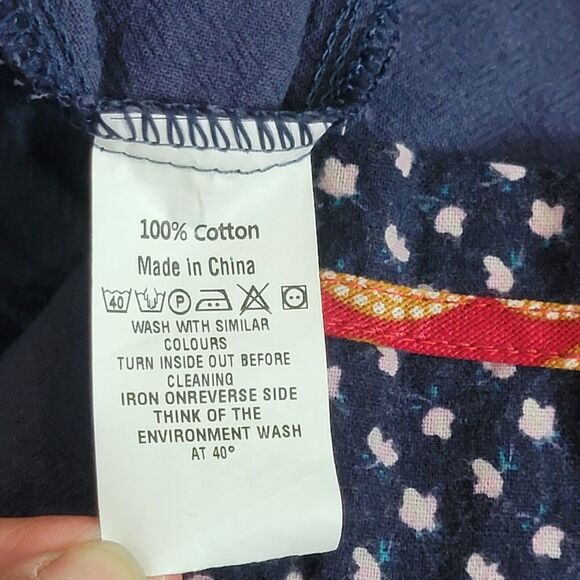 100% Cotton
Made in China
40 P
WASH WITH SIMILAR
COLOURS
TURN INSIDE OUT BEFORE
CLEANING
IRON ONREVERSE SIDE
THINK OF THE
ENVIRONMENT WASH
AT 40°